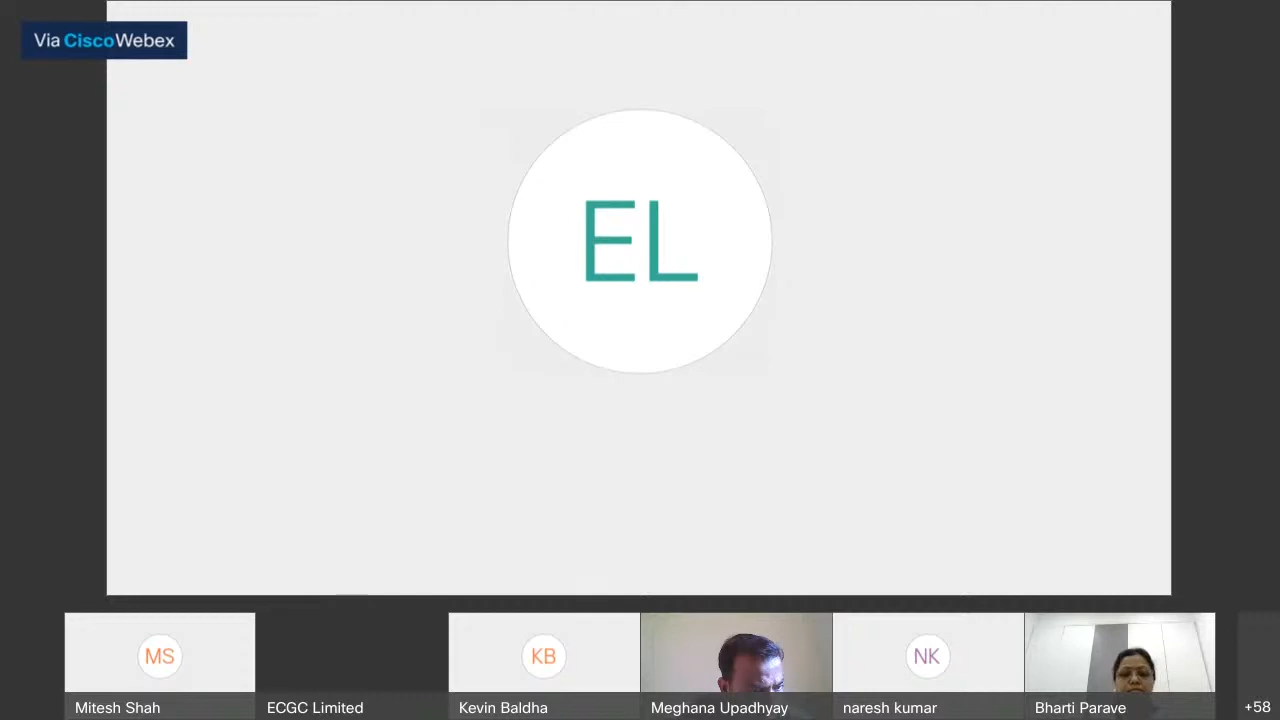 Via CiscoWebex
EL
MS
KB
NK
Mitesh Shah
ECGC Limited
Kevin Baldha
Meghana Upadhyay
naresh kumar
Bharti Parave
+58